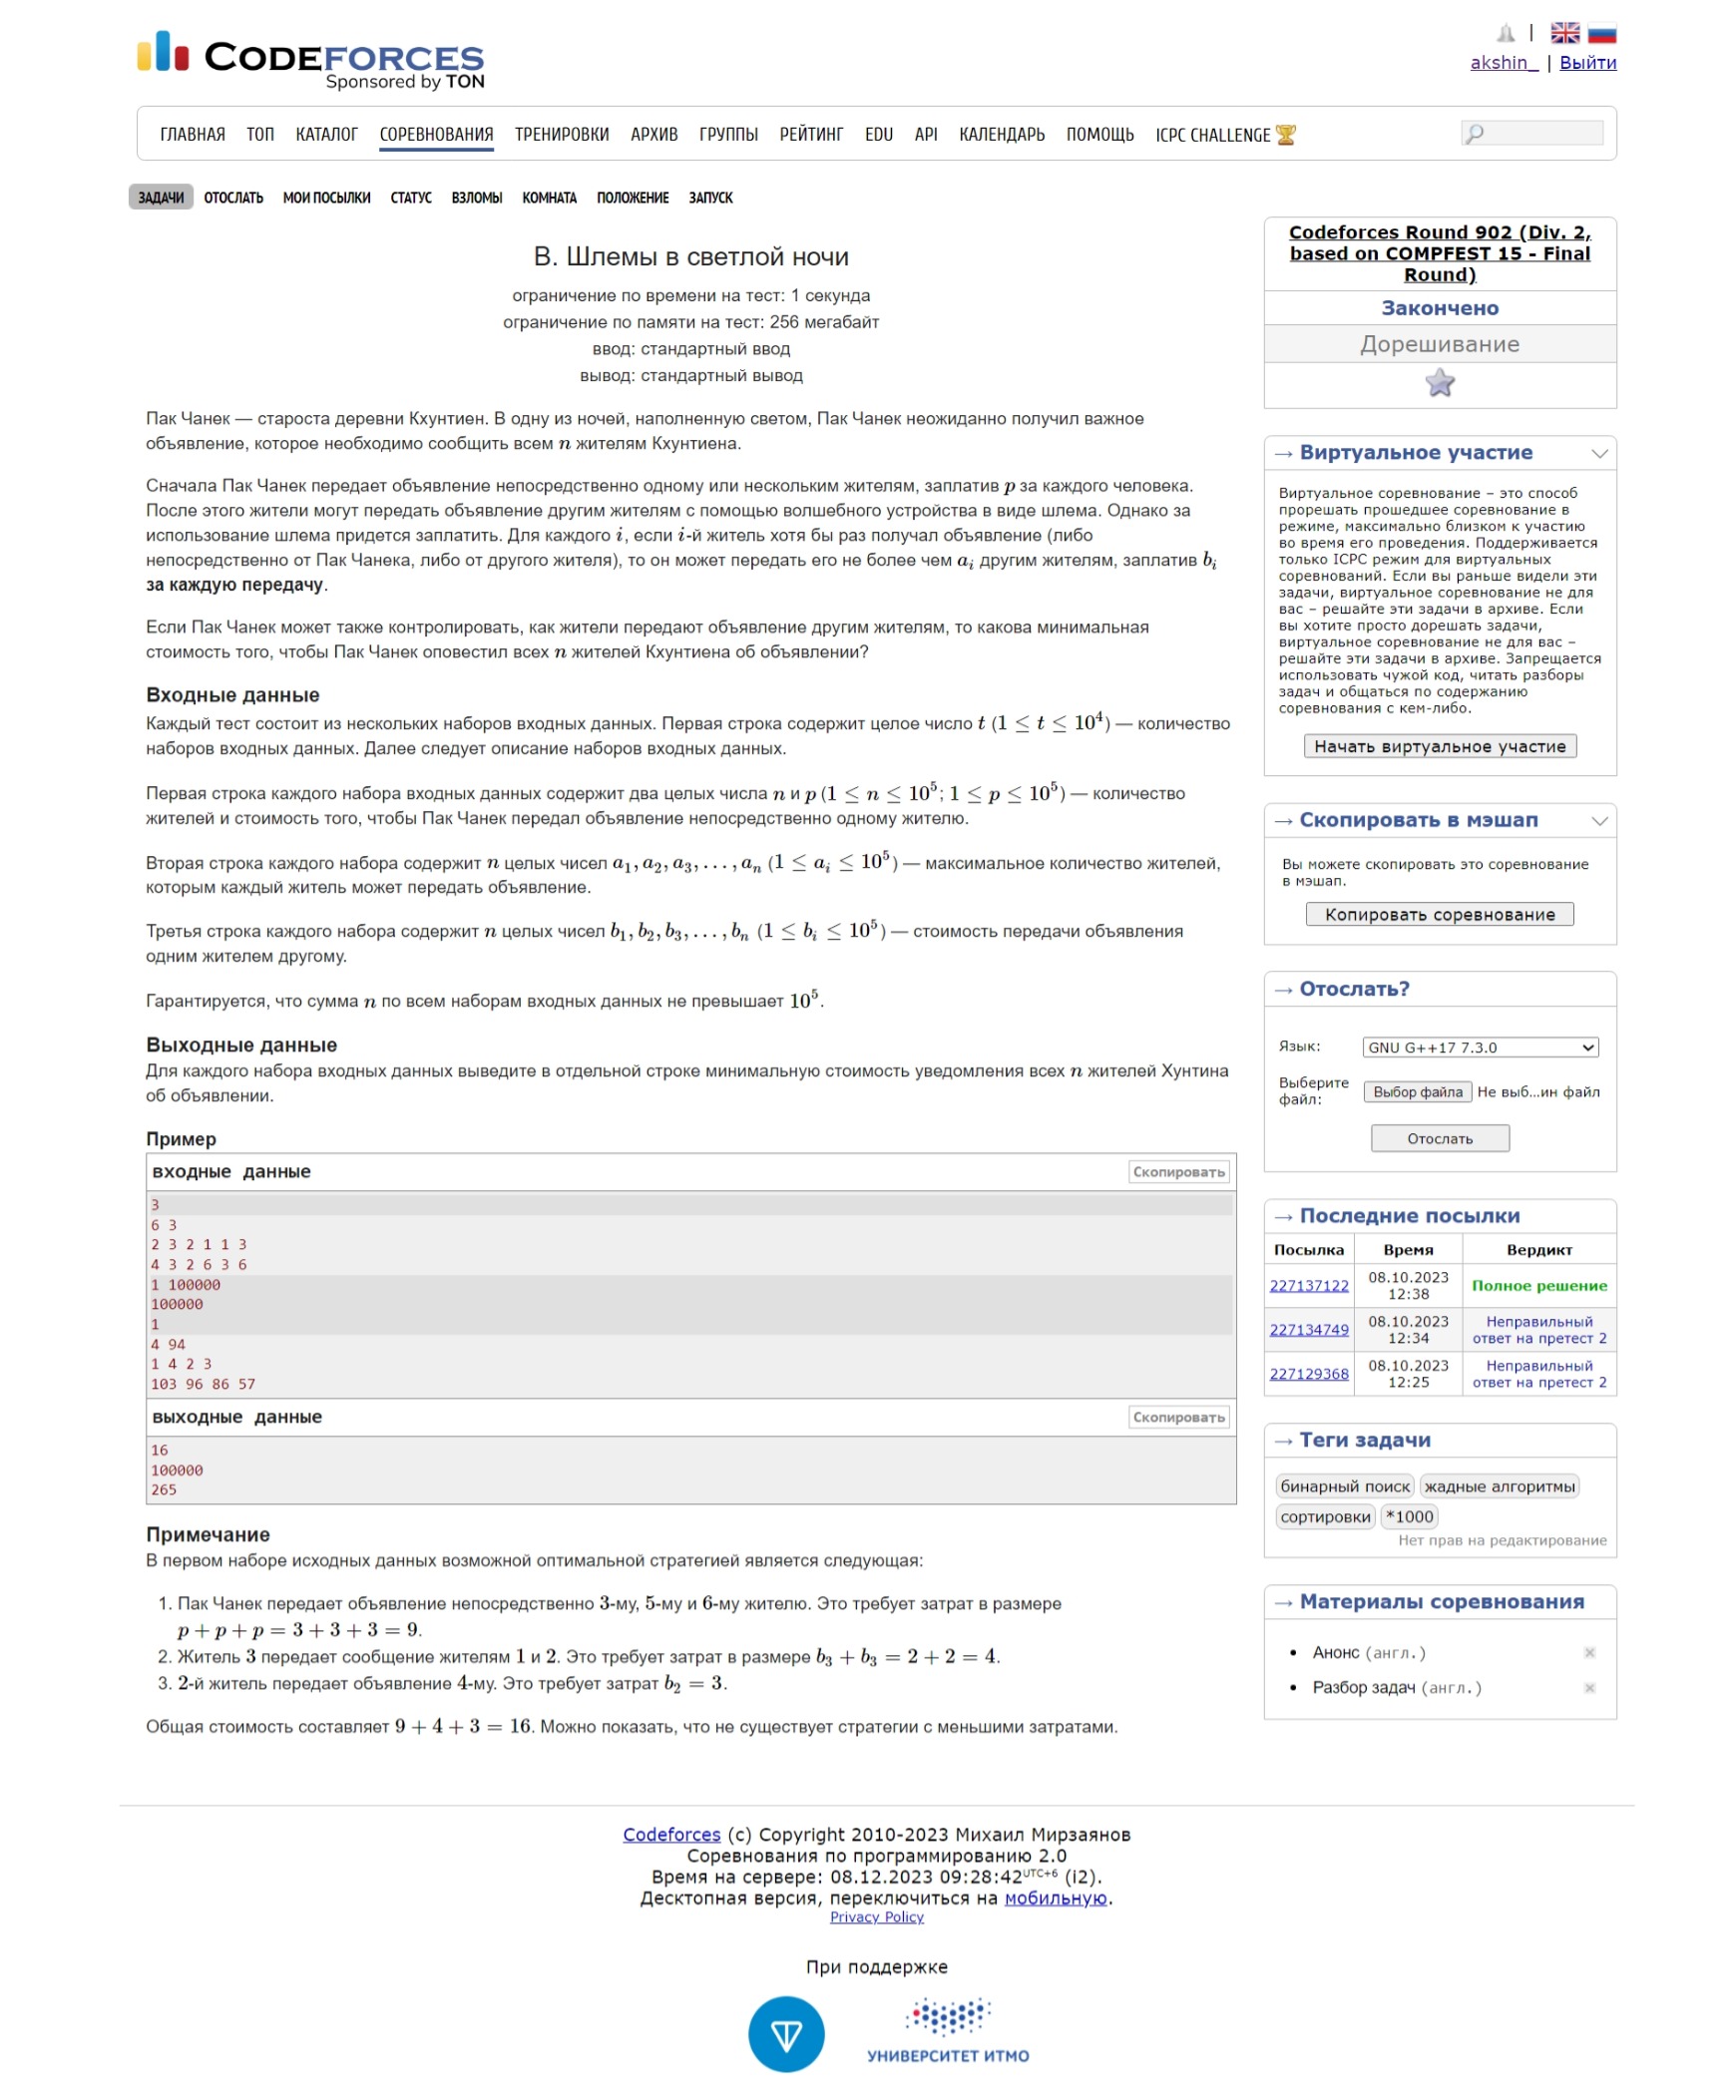 CODEFORCES
Sponsored by TON
|
akshin_ | Выйти
ГЛАВНАЯ ТОП КАТАЛОГ СОРЕВНОВАНИЯ ТРЕНИРОВКИ АРХИВ ГРУППЫ РЕЙТИНГ EDU API КАЛЕНДАРЬ ПОМОЩЬ ICPC CHALLENGE
ЗАДАЧИ ОТОСЛАТЬ МОИ ПОСЫЛКИ СТАТУС ВЗЛОМЫ КОМНАТА ПОЛОЖЕНИЕ ЗАПУСК
B. Шлемы в светлой ночи
ограничение по времени на тест: 1 секунда
ограничение по памяти на тест: 256 мегабайт
ввод: стандартный ввод
вывод: стандартный вывод
Пак Чанек — староста деревни Кхунтиен. В одну из ночей, наполненную светом, Пак Чанек неожиданно получил важное
объявление, которое необходимо сообщить всем n жителям Кхунтиена.
Сначала Пак Чанек передает объявление непосредственно одному или нескольким жителям, заплатив p за каждого человека.
После этого жители могут передать объявление другим жителям с помощью волшебного устройства в виде шлема. Однако за
использование шлема придется заплатить. Для каждого i, если i-й житель хотя бы раз получал объявление (либо
непосредственно от Пак Чанека, либо от другого жителя), то он может передать его не более чем a_i другим жителям, заплатив b_i
за каждую передачу.
Если Пак Чанек может также контролировать, как жители передают объявление другим жителям, то какова минимальная
стоимость того, чтобы Пак Чанек оповестил всех n жителей Кхунтиена об объявлении?
Входные данные
Каждый тест состоит из нескольких наборов входных данных. Первая строка содержит целое число t (1 ≤ t ≤ 10^4) — количество
наборов входных данных. Далее следует описание наборов входных данных.
Первая строка каждого набора входных данных содержит два целых числа n и p (1 ≤ n ≤ 10^5; 1 ≤ p ≤ 10^5) — количество
жителей и стоимость того, чтобы Пак Чанек передал объявление непосредственно одному жителю.
Вторая строка каждого набора содержит n целых чисел a_1, a_2, a_3, . . . , a_n (1 ≤ a_i ≤ 10^5) — максимальное количество жителей,
которым каждый житель может передать объявление.
Третья строка каждого набора содержит n целых чисел b_1, b_2, b_3, . . . , b_n (1 ≤ b_i ≤ 10^5) — стоимость передачи объявления
одним жителем другому.
Гарантируется, что сумма n по всем наборам входных данных не превышает 10^5.
Выходные данные
Для каждого набора входных данных выведите в отдельной строке минимальную стоимость уведомления всех n жителей Хунтина
об объявлении.
Пример
входные данные Скопировать
3
6 3
2 3 2 1 1 3
4 3 2 6 3 6
1 100000
100000
1
4 94
1 4 2 3
103 96 86 57
выходные данные Скопировать
16
100000
265
Примечание
В первом наборе исходных данных возможной оптимальной стратегией является следующая:
1. Пак Чанек передает объявление непосредственно 3-му, 5-му и 6-му жителю. Это требует затрат в размере
p + p + p = 3 + 3 + 3 = 9.
2. Житель 3 передает сообщение жителям 1 и 2. Это требует затрат в размере b_3 + b_3 = 2 + 2 = 4.
3. 2-й житель передает объявление 4-му. Это требует затрат b_2 = 3.
Общая стоимость составляет 9 + 4 + 3 = 16. Можно показать, что не существует стратегии с меньшими затратами.
Codeforces Round 902 (Div. 2,
based on COMPFEST 15 - Final
Round)
Закончено
Дорешивание
→ Виртуальное участие
Виртуальное соревнование – это способ
прорешать прошедшее соревнование в
режиме, максимально близком к участию
во время его проведения. Поддерживается
только ICPC режим для виртуальных
соревнований. Если вы раньше видели эти
задачи, виртуальное соревнование не для
вас – решайте эти задачи в архиве. Если
вы хотите просто дорешать задачи,
виртуальное соревнование не для вас –
решайте эти задачи в архиве. Запрещается
использовать чужой код, читать разборы
задач и общаться по содержанию
соревнования с кем-либо.
Начать виртуальное участие
→ Скопировать в мэшап
Вы можете скопировать это соревнование
в мэшап.
Копировать соревнование
→ Отослать?
Язык: GNU G++17 7.3.0
Выберите
файл: Выбор файла Не выб...ин файл
Отослать
→ Последние посылки
Посылка Время Вердикт
227137122 08.10.2023 12:38 Полное решение
227134749 08.10.2023 12:34 Неправильный ответ на претест 2
227129368 08.10.2023 12:25 Неправильный ответ на претест 2
→ Теги задачи
бинарный поиск жадные алгоритмы
сортировки *1000
Нет прав на редактирование
→ Материалы соревнования
• Анонс (англ.) ×
• Разбор задач (англ.) ×
Codeforces (c) Copyright 2010-2023 Михаил Мирзаянов
Соревнования по программированию 2.0
Время на сервере: 08.12.2023 09:28:42 UTC+6 (i2).
Десктопная версия, переключиться на мобильную.
Privacy Policy
При поддержке
УНИВЕРСИТЕТ ИТМО